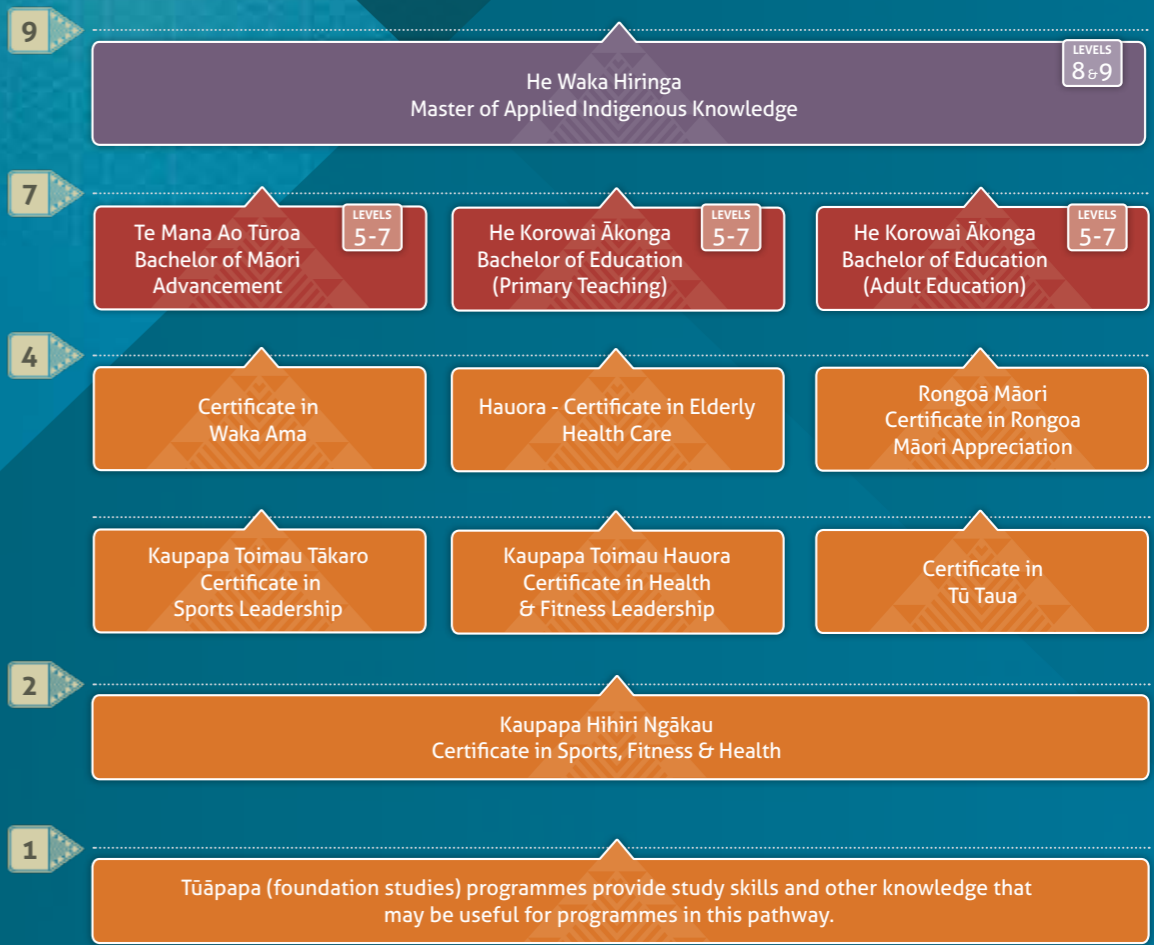 9
LEVELS
8&9
He Waka Hiringa
Master of Applied Indigenous Knowledge
7
Te Mana Ao Tūroa
Bachelor of Māori
Advancement
LEVELS
5-7
He Korowai Ākonga
Bachelor of Education
(Primary Teaching)
LEVELS
5-7
He Korowai Ākonga
Bachelor of Education
(Adult Education)
LEVELS
5-7
4
Certificate in
Waka Ama
Hauora - Certificate in Elderly
Health Care
Rongoā Māori
Certificate in Rongoa
Māori Appreciation
Kaupapa Toimau Tākaro
Certificate in
Sports Leadership
Kaupapa Toimau Hauora
Certificate in Health
& Fitness Leadership
Certificate in
Tū Taua
2
Kaupapa Hihiri Ngākau
Certificate in Sports, Fitness & Health
1
Tūāpapa (foundation studies) programmes provide study skills and other knowledge that
may be useful for programmes in this pathway.